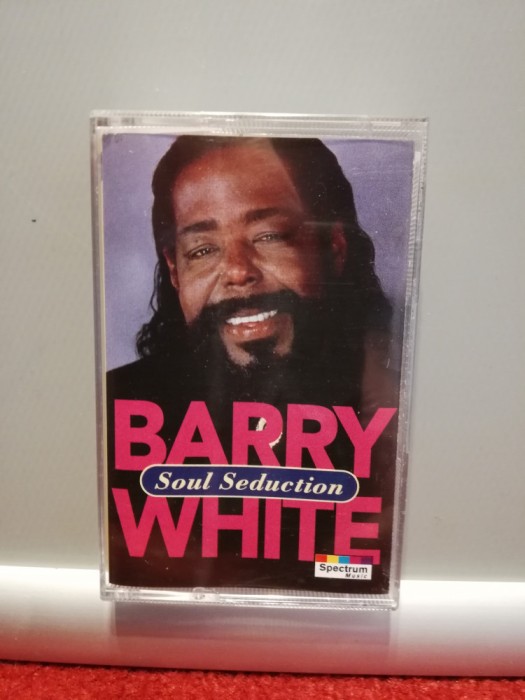 BARRY
Soul Seduction
WHITE
Spectrum
Music